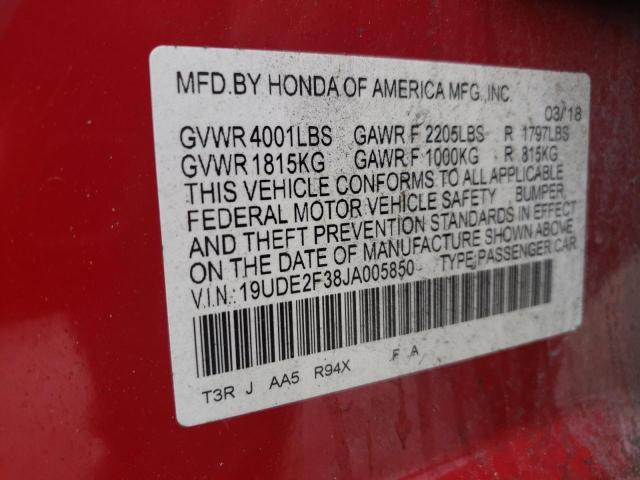 MFD.BY HONDA OF AMERICA MFG.,INC.
03/18
GVWR 4001LBS GAWR F 2205LBS R 1797LBS
GVWR 1815KG GAWR F 1000KG R 815KG
THIS VEHICLE CONFORMS TO ALL APPLICABLE
FEDERAL MOTOR VEHICLE SAFETY BUMPER,
AND THEFT PREVENTION STANDARDS IN EFFECT
ON THE DATE OF MANUFACTURE SHOWN ABOVE.
V.I.N.: 19UDE2F38JA005850 TYPE:PASSENGER CAR
T3R J AA5 R94X F A